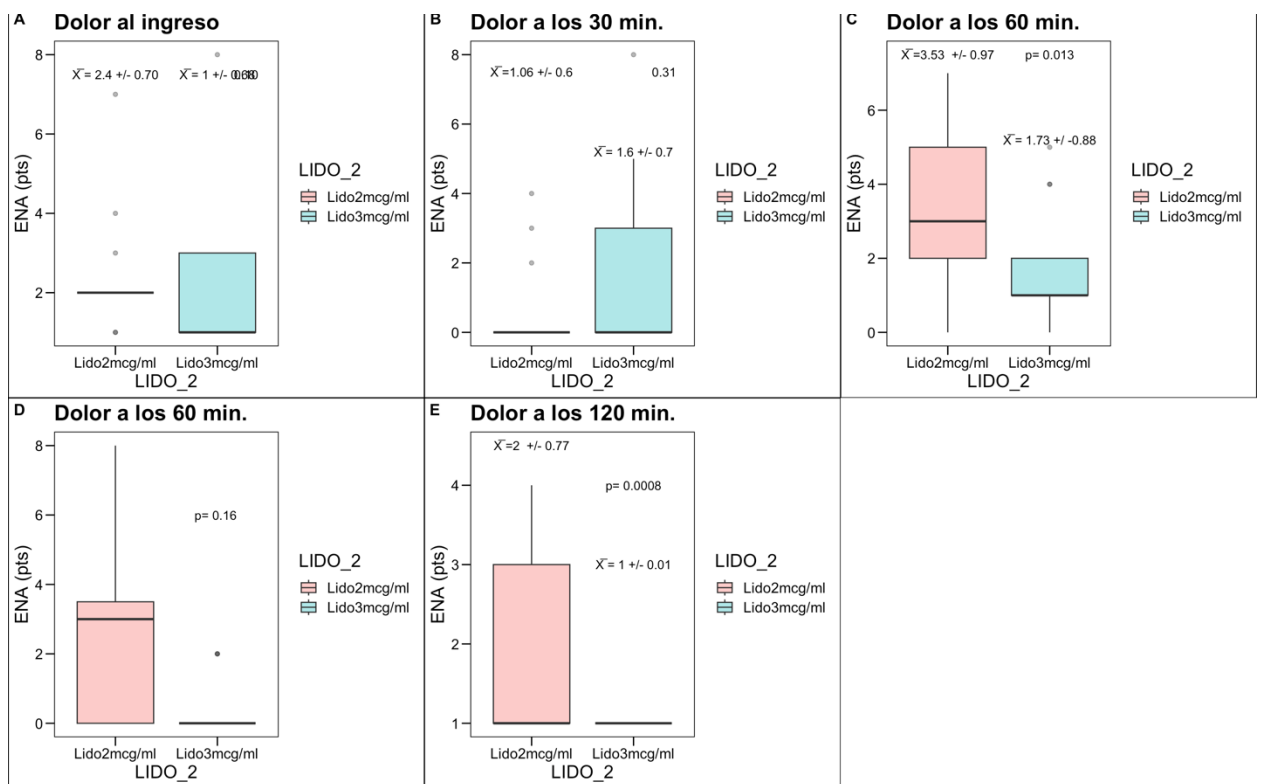 A Dolor al ingreso
8
6
4
2
ENA (pts)
X̅ = 2.4 +/- 0.70
X̅ = 1 +/-
Lido2mcg/ml
Lido3mcg/ml
LIDO_2
LIDO_2
Lido2mcg/ml
Lido3mcg/ml
B Dolor a los 30 min.
8
6
4
2
0
ENA (pts)
X̅ =1.06 +/- 0.6
0.31
X̅ = 1.6 +/- 0.7
Lido2mcg/ml
Lido3mcg/ml
LIDO_2
LIDO_2
Lido2mcg/ml
Lido3mcg/ml
C Dolor a los 60 min.
6
4
2
0
ENA (pts)
X̅ =3.53 +/- 0.97
p= 0.013
X̅ = 1.73 +/ -0.88
Lido2mcg/ml
Lido3mcg/ml
LIDO_2
LIDO_2
Lido2mcg/ml
Lido3mcg/ml
D Dolor a los 60 min.
8
6
4
2
0
ENA (pts)
p= 0.16
Lido2mcg/ml
Lido3mcg/ml
LIDO_2
LIDO_2
Lido2mcg/ml
Lido3mcg/ml
E Dolor a los 120 min.
4
3
2
1
ENA (pts)
X̅ =2 +/- 0.77
p= 0.0008
X̅ = 1 +/- 0.01
Lido2mcg/ml
Lido3mcg/ml
LIDO_2
LIDO_2
Lido2mcg/ml
Lido3mcg/ml